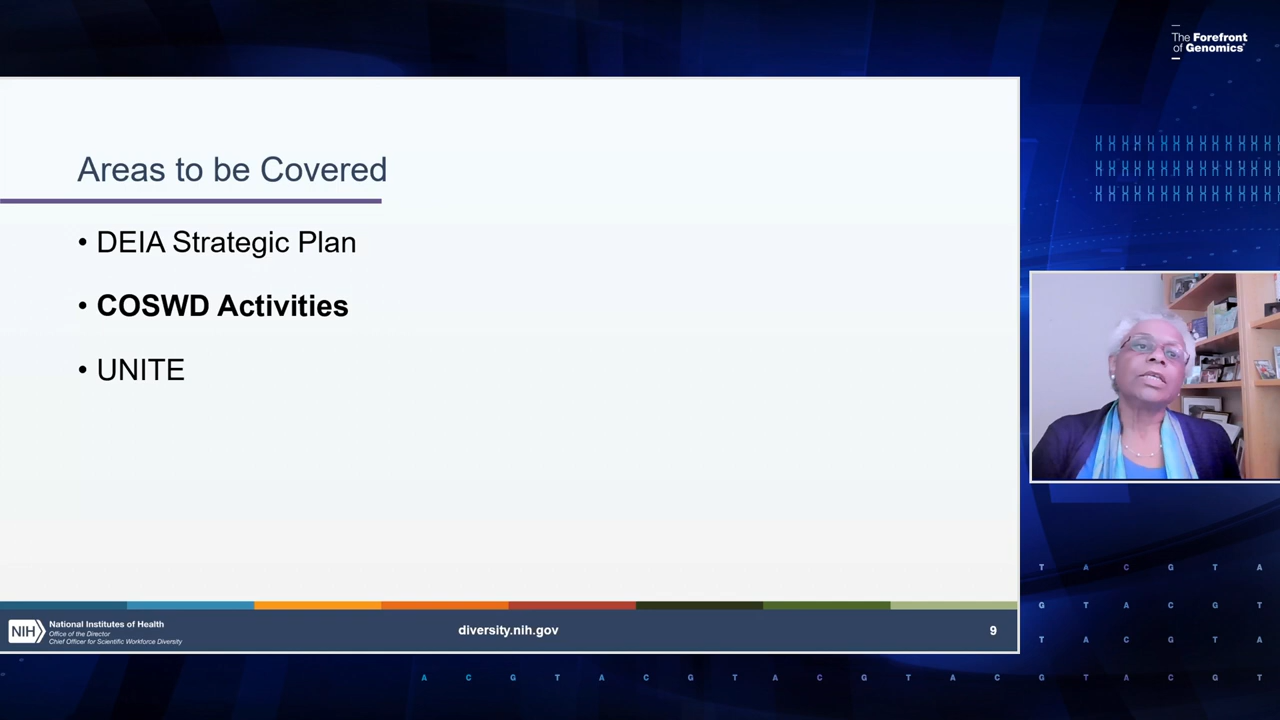 The Forefront
of Genomics®
Areas to be Covered
• DEIA Strategic Plan
• COSWD Activities
• UNITE
NIH
National Institutes of Health
Office of the Director
Chief Officer for Scientific Workforce Diversity
diversity.nih.gov
9
T A C G T A
G T A C G T
T A C G T A
A C G T A C G T A C G T A C G T A C G T